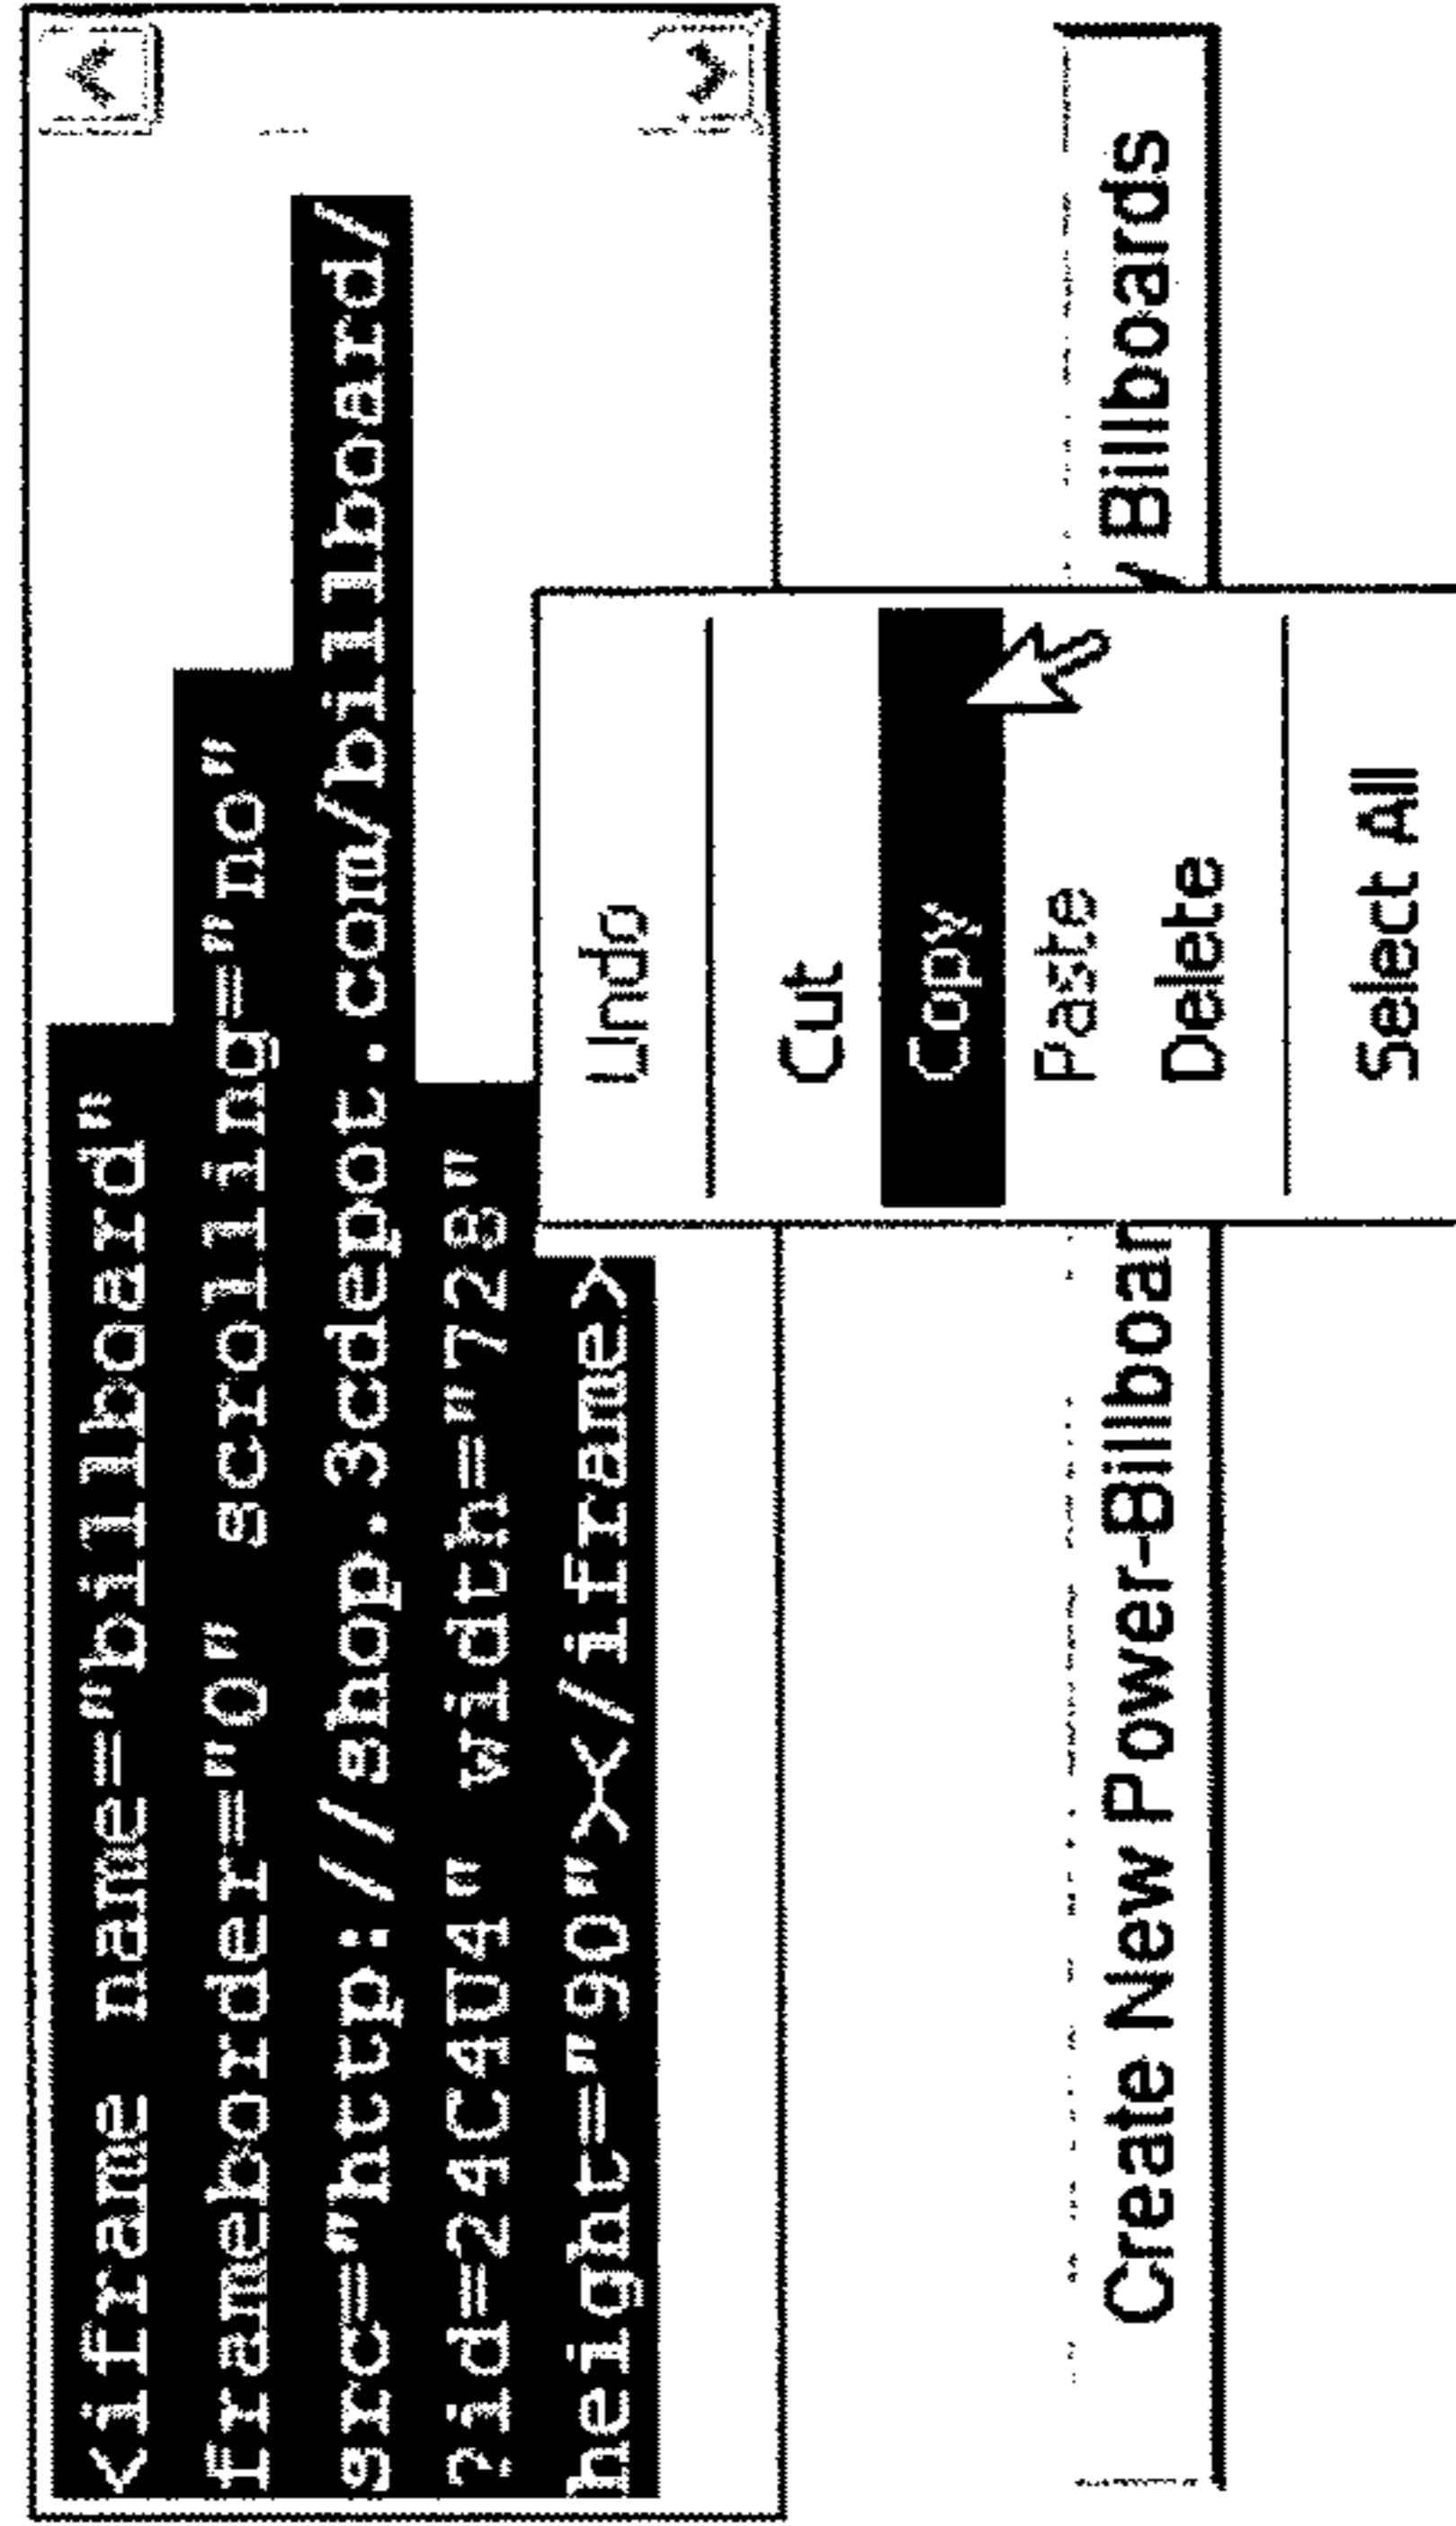 <iframe name="billboard"
frameborder="0" scrolling="no"
src="http://shop.3cdepot.com/billboard/
?id=24C4U4" width="728"
height="90"></iframe>
Undo
Cut
Copy
Paste
Delete
Select All
Create New Power-Billboar
y Billboards